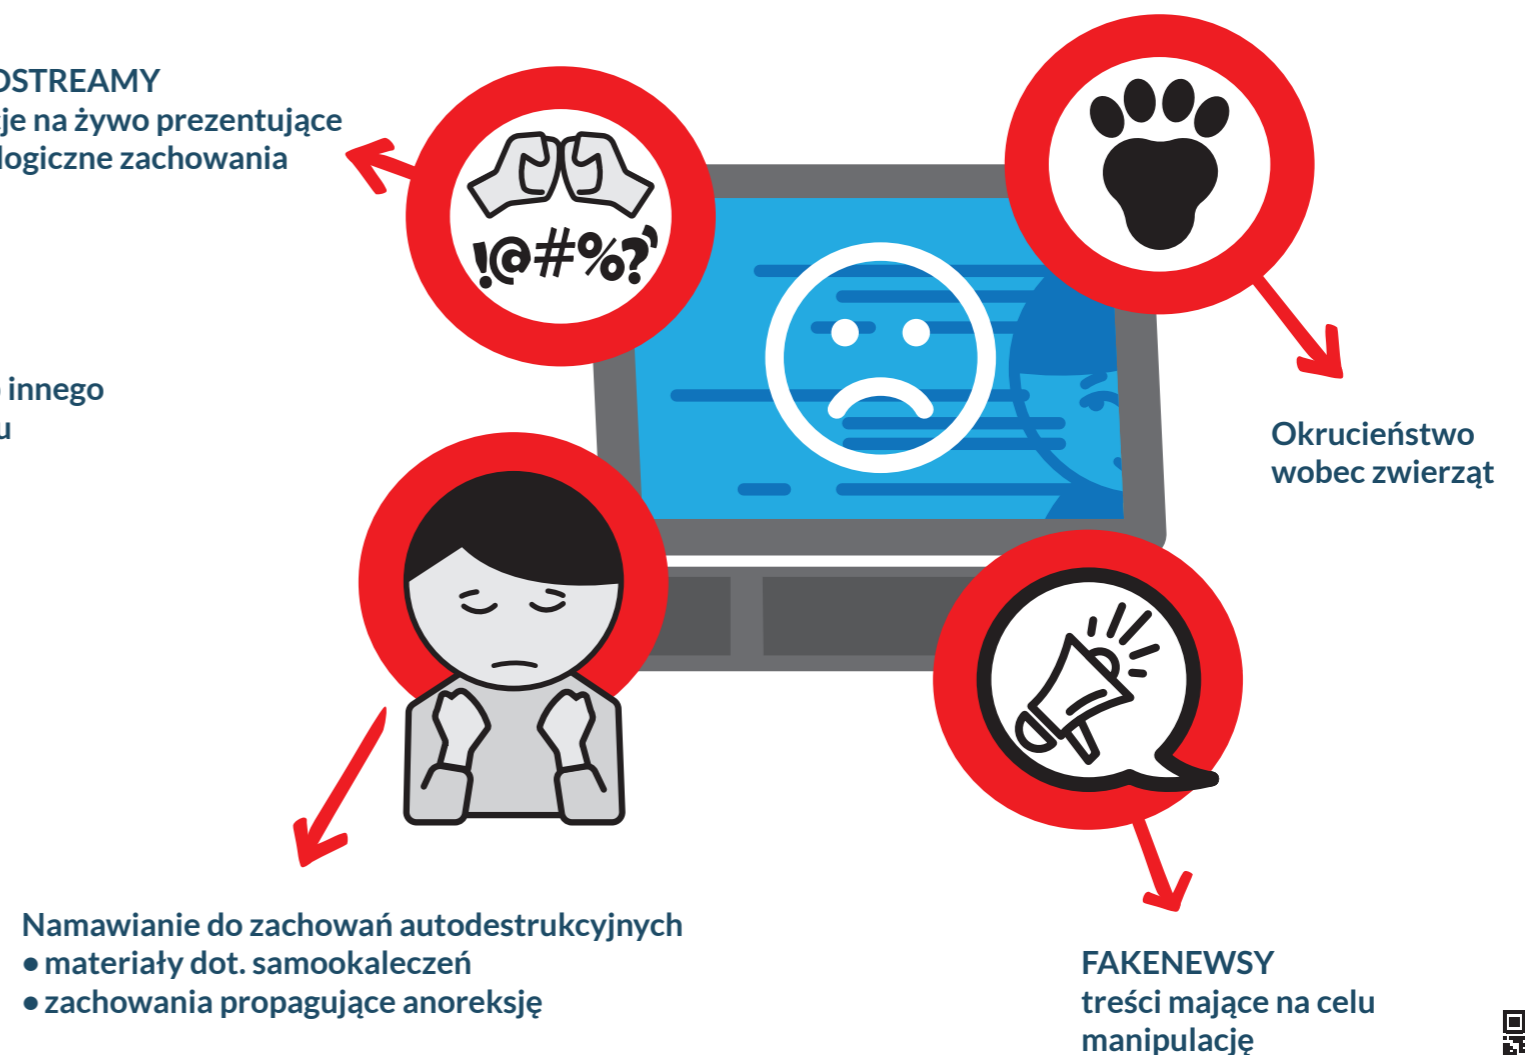 OSTREAMY
je na żywo prezentujące
logiczne zachowania
!@#%?
innego
u
Okrucieństwo
wobec zwierząt
Namawianie do zachowań autodestrukcyjnych
• materiały dot. samookaleczeń
• zachowania propagujące anoreksję
FAKENEWSY
treści mające na celu
manipulację